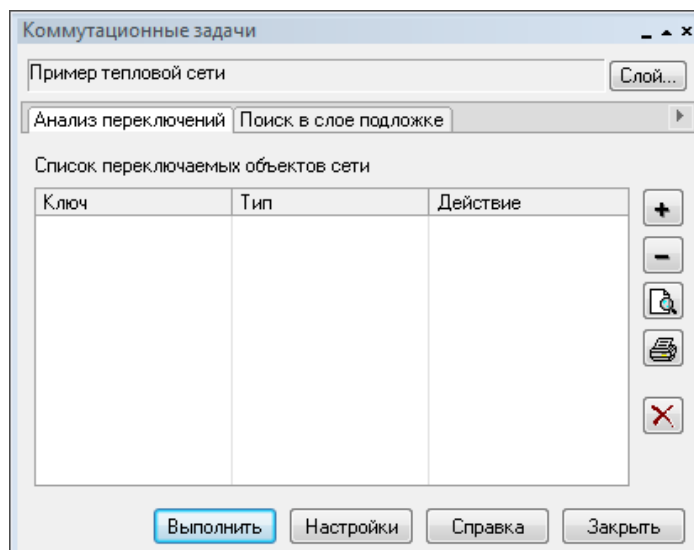 Коммутационные задачи
Пример тепловой сети
Слой...
Анализ переключений Поиск в слое подложке
Список переключаемых объектов сети
Ключ Тип Действие
Выполнить Настройки Справка Закрыть